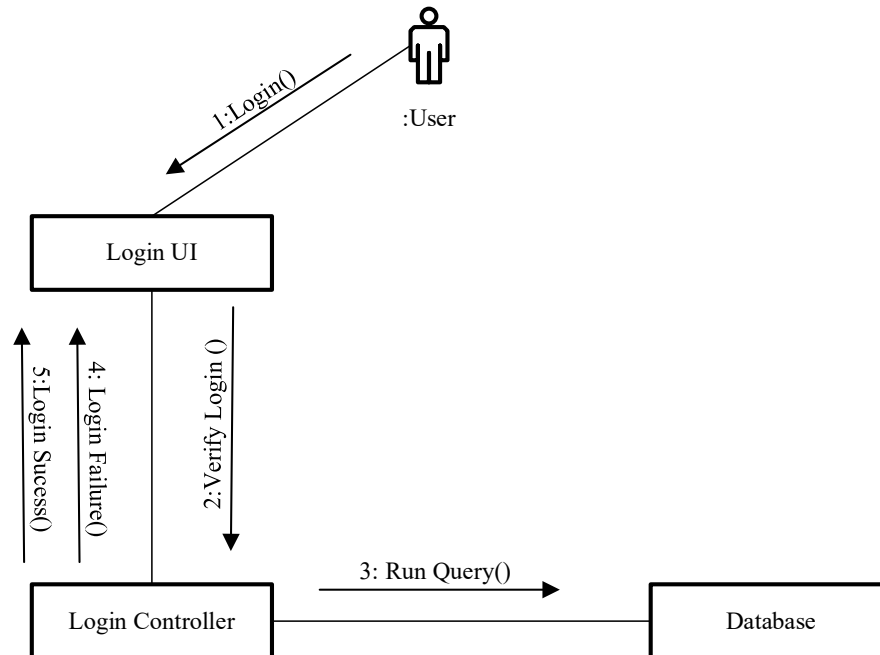 :User
1:Login()
Login UI
5:Login Sucess()
4: Login Failure()
2:Verify Login ()
3: Run Query()
Login Controller
Database